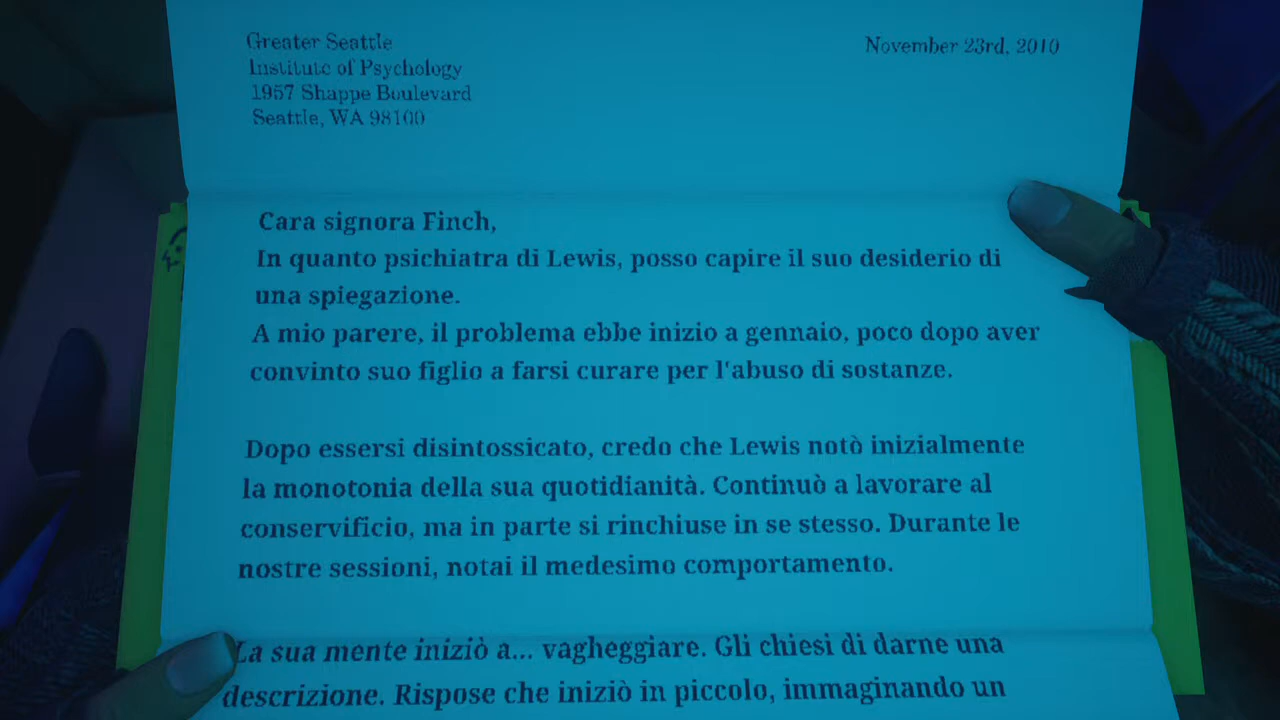 Greater Seattle
Institute of Psychology
1957 Shappe Boulevard
Seattle, WA 98100
November 23rd, 2010
Cara signora Finch,
In quanto psichiatra di Lewis, posso capire il suo desiderio di
una spiegazione.
A mio parere, il problema ebbe inizio a gennaio, poco dopo aver
convinto suo figlio a farsi curare per l'abuso di sostanze.
Dopo essersi disintossicato, credo che Lewis notò inizialmente
la monotonia della sua quotidianità. Continuò a lavorare al
conservificio, ma in parte si rinchiuse in se stesso. Durante le
nostre sessioni, notai il medesimo comportamento.
La sua mente iniziò a... vagheggiare. Gli chiesi di darne una
descrizione. Rispose che iniziò in piccolo, immaginando un